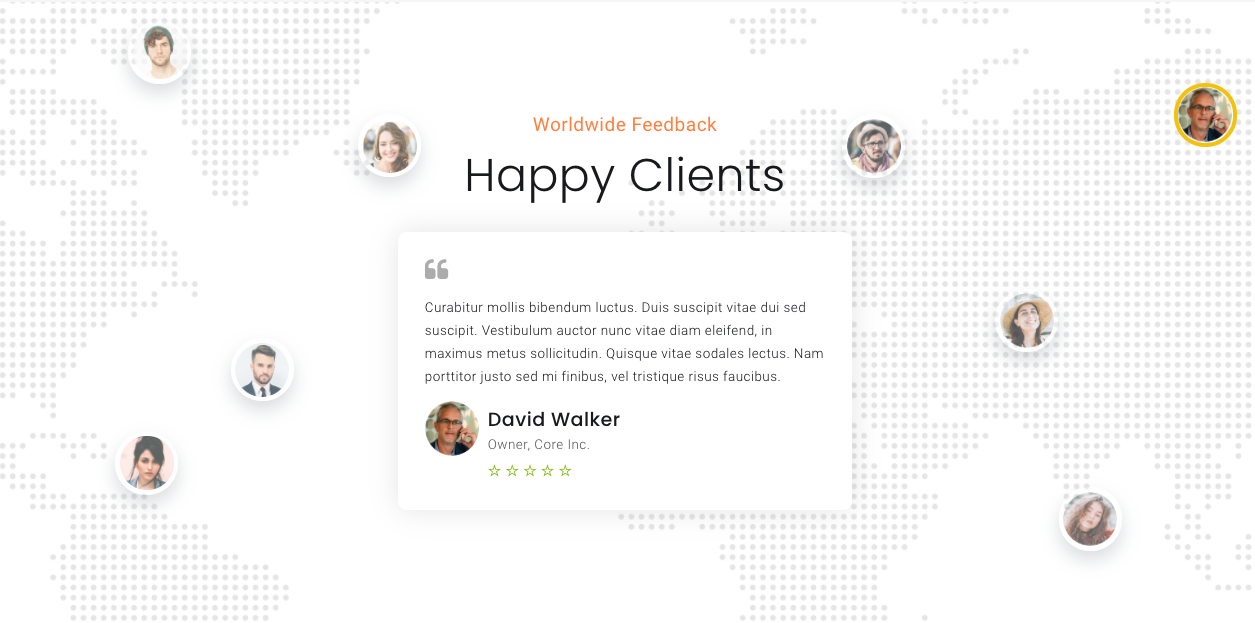 Worldwide Feedback
Happy Clients
Curabitur mollis bibendum luctus. Duis suscipit vitae dui sed
suscipit. Vestibulum auctor nunc vitae diam eleifend, in
maximus metus sollicitudin. Quisque vitae sodales lectus. Nam
porttitor justo sed mi finibus, vel tristique risus faucibus.
David Walker
Owner, Core Inc.